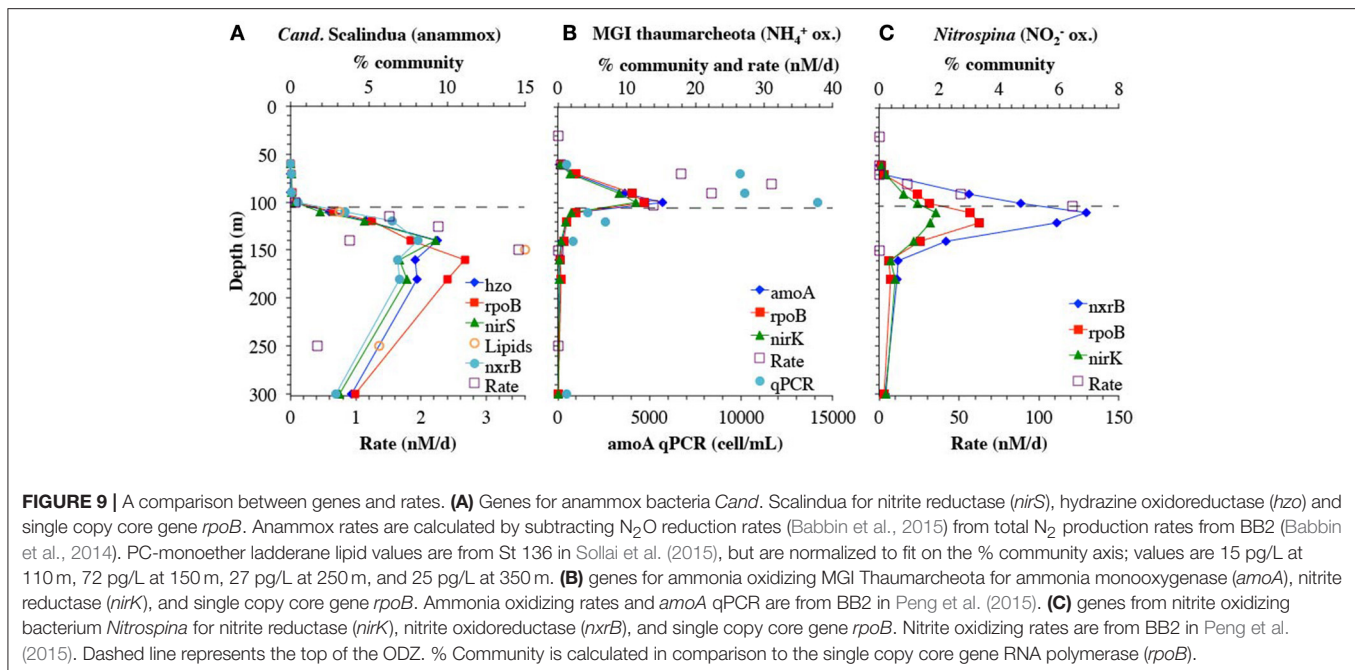 A Cand. Scalindua (anammox)
% community
0 5 10 15
0
50
100
150
200
250
300
Depth (m)
hzo
rpoB
nirS
Lipids
nxrB
Rate
0 1 2 3
Rate (nM/d)
B MGI thaumarcheota (NH4+ ox.)
% community and rate (nM/d)
0 10 20 30 40
amoA
rpoB
nirK
Rate
qPCR
0 5000 10000 15000
amoA qPCR (cell/mL)
C Nitrospina (NO2- ox.)
% community
0 2 4 6 8
nxrB
rpoB
nirK
Rate
0 50 100 150
Rate (nM/d)
FIGURE 9 | A comparison between genes and rates. (A) Genes for anammox bacteria Cand. Scalindua for nitrite reductase (nirS), hydrazine oxidoreductase (hzo) and
single copy core gene rpoB. Anammox rates are calculated by subtracting N2O reduction rates (Babbin et al., 2015) from total N2 production rates from BB2 (Babbin
et al., 2014). PC-monoether ladderane lipid values are from St 136 in Sollai et al. (2015), but are normalized to fit on the % community axis; values are 15 pg/L at
110 m, 72 pg/L at 150 m, 27 pg/L at 250 m, and 25 pg/L at 350 m. (B) genes for ammonia oxidizing MGI Thaumarcheota for ammonia monooxygenase (amoA), nitrite
reductase (nirK), and single copy core gene rpoB. Ammonia oxidizing rates and amoA qPCR are from BB2 in Peng et al. (2015). (C) genes from nitrite oxidizing
bacterium Nitrospina for nitrite reductase (nirK), nitrite oxidoreductase (nxrB), and single copy core gene rpoB. Nitrite oxidizing rates are from BB2 in Peng et al.
(2015). Dashed line represents the top of the ODZ. % Community is calculated in comparison to the single copy core gene RNA polymerase (rpoB).